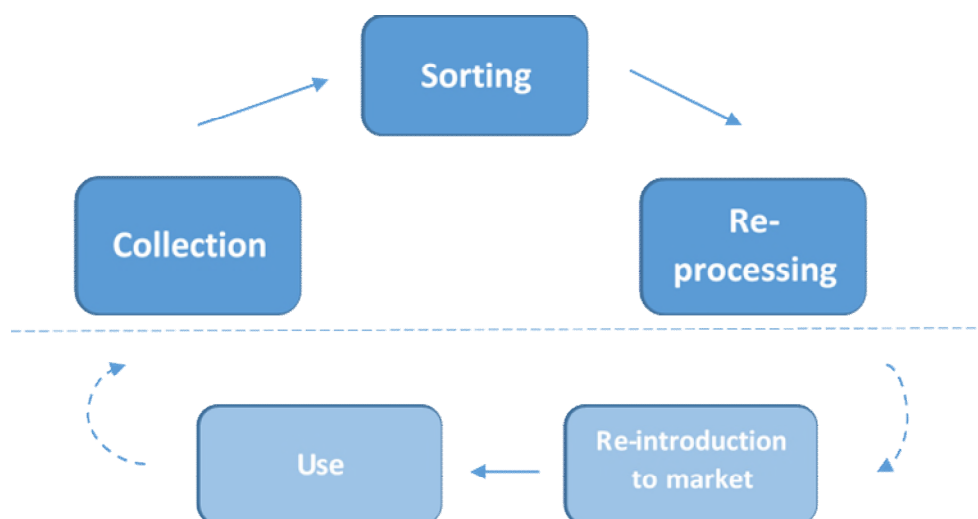 Sorting
Collection
Re-
processing
Use
Re-introduction
to market